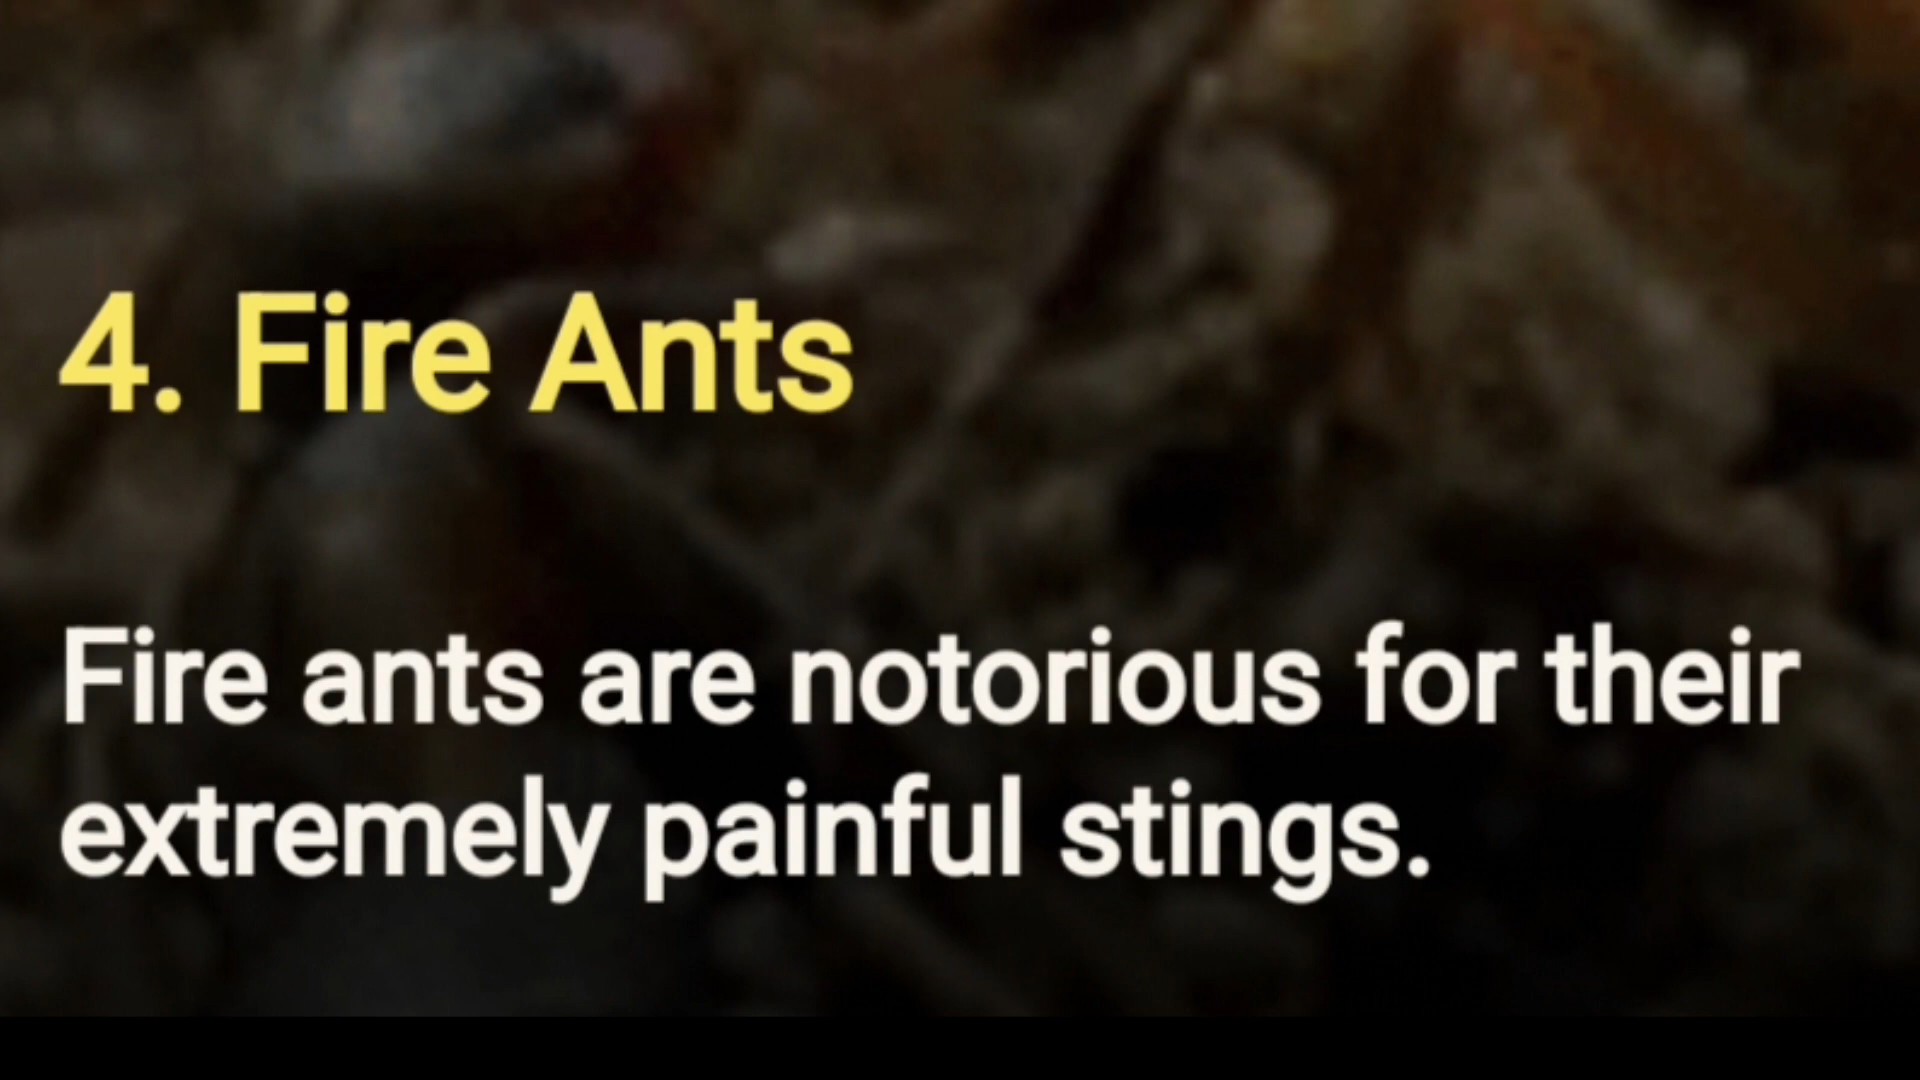 4. Fire Ants
Fire ants are notorious for their
extremely painful stings.